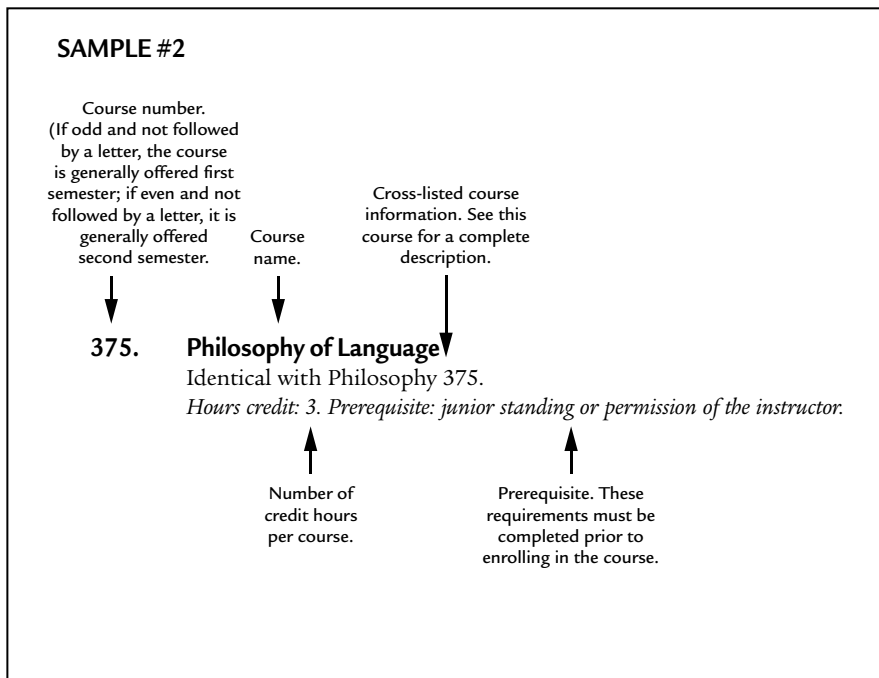 SAMPLE #2
Course number.
(If odd and not followed
by a letter, the course
is generally offered first
semester; if even and not
followed by a letter, it is
generally offered
second semester.
Course
name.
Cross-listed course
information. See this
course for a complete
description.
375.
Philosophy of Language
Identical with Philosophy 375.
Hours credit: 3. Prerequisite: junior standing or permission of the instructor.
Number of
credit hours
per course.
Prerequisite. These
requirements must be
completed prior to
enrolling in the course.